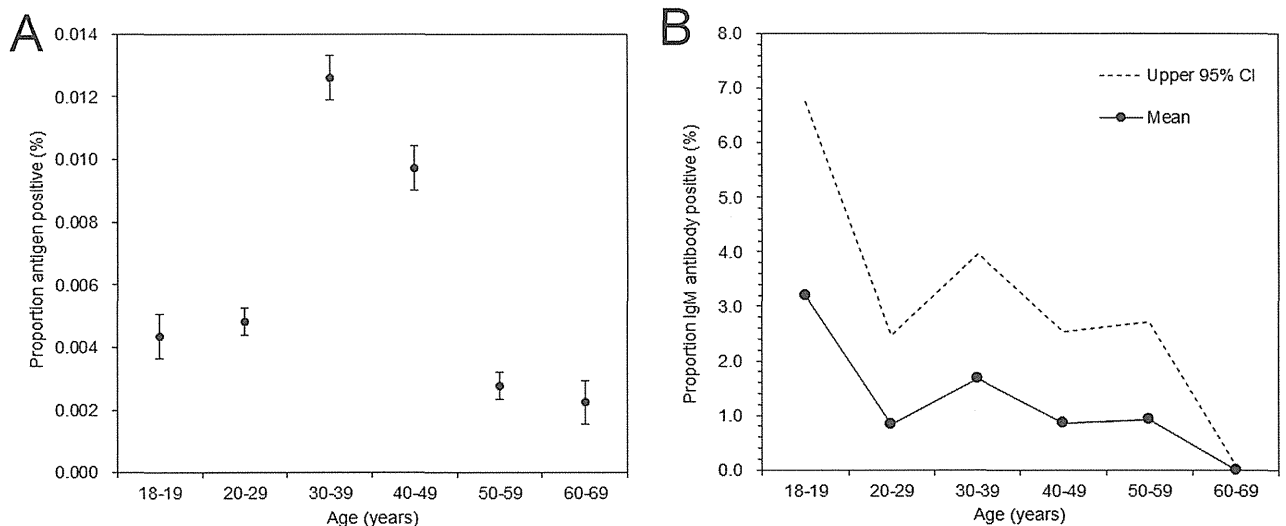 A
Proportion antigen positive (%)
0.014
0.012
0.010
0.008
0.006
0.004
0.002
0.000
18-19 20-29 30-39 40-49 50-59 60-69
Age (years)
B
Proportion IgM antibody positive (%)
8.0
7.0
6.0
5.0
4.0
3.0
2.0
1.0
0.0
Upper 95% CI
Mean
18-19 20-29 30-39 40-49 50-59 60-69
Age (years)